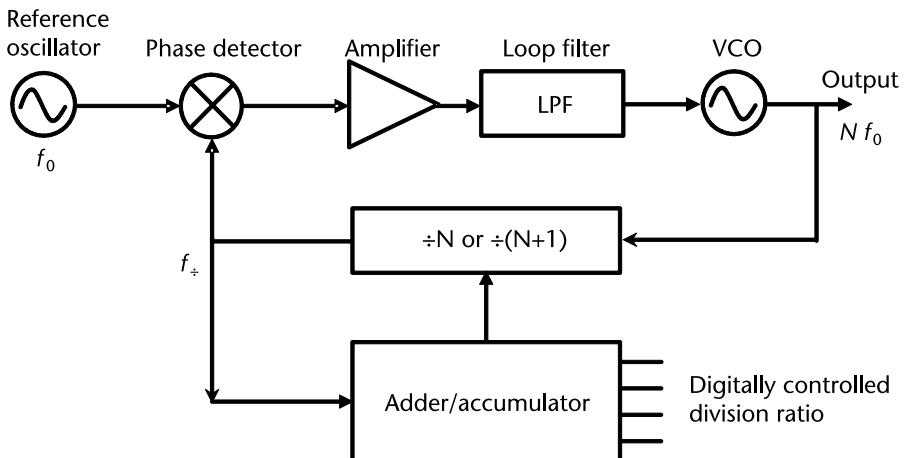 Reference
oscillator
Phase detector
Amplifier
Loop filter
VCO
Output
LPF
f₀
N f₀
÷N or ÷(N+1)
f÷
Adder/accumulator
Digitally controlled
division ratio